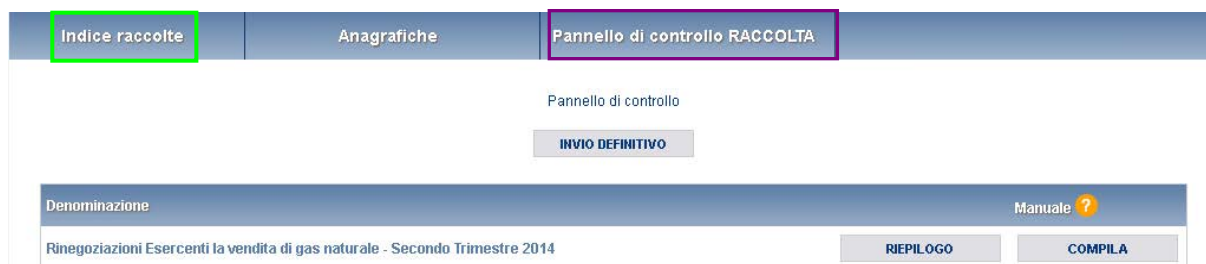 Indice raccolte Anagrafiche Pannello di controllo RACCOLTA
Pannello di controllo
INVIO DEFINITIVO
Denominazione Manuale ?
Rinegoziazioni Esercenti la vendita di gas naturale - Secondo Trimestre 2014 RIEPILOGO COMPILA